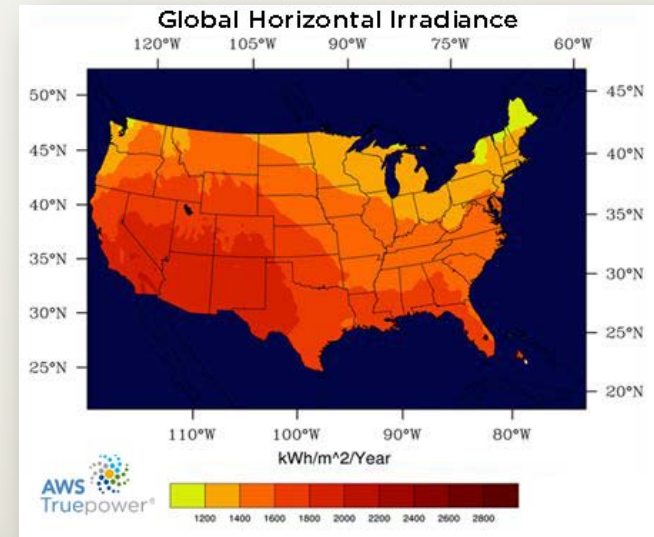 Global Horizontal Irradiance
120°W 105°W 90°W 75°W 60°W
50°N 45°N
45°N 40°N
40°N 35°N
35°N 30°N
30°N 25°N
25°N 20°N
110°W 100°W 90°W 80°W
kWh/m^2/Year
AWS
Truepower®
1200 1400 1600 1800 2000 2200 2400 2600 2800